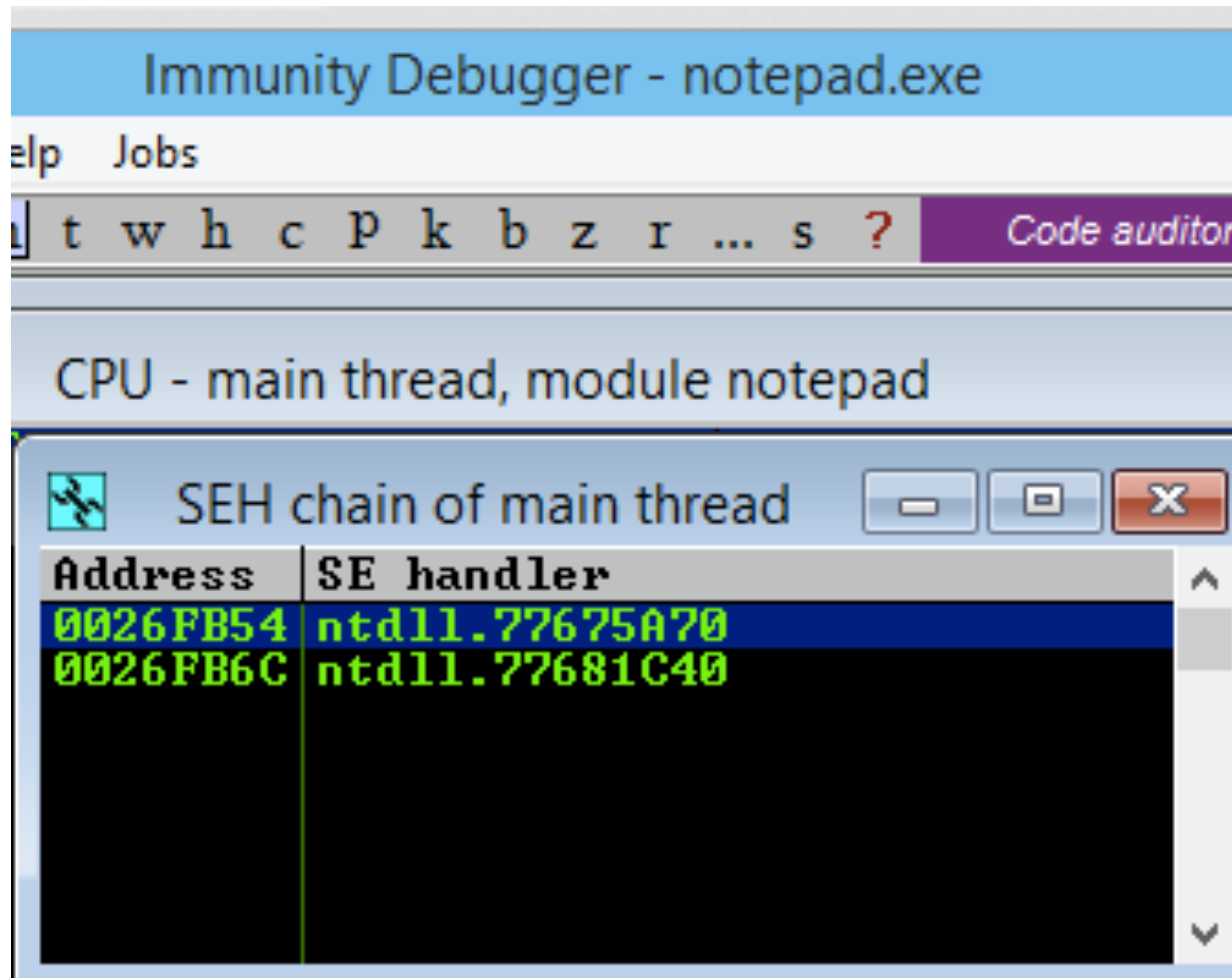 Immunity Debugger - notepad.exe
elp Jobs
t w h c P k b z r ... s ? Code auditor
CPU - main thread, module notepad
SEH chain of main thread
Address SE handler
0026FB54 ntdll.77675A70
0026FB6C ntdll.77681C40